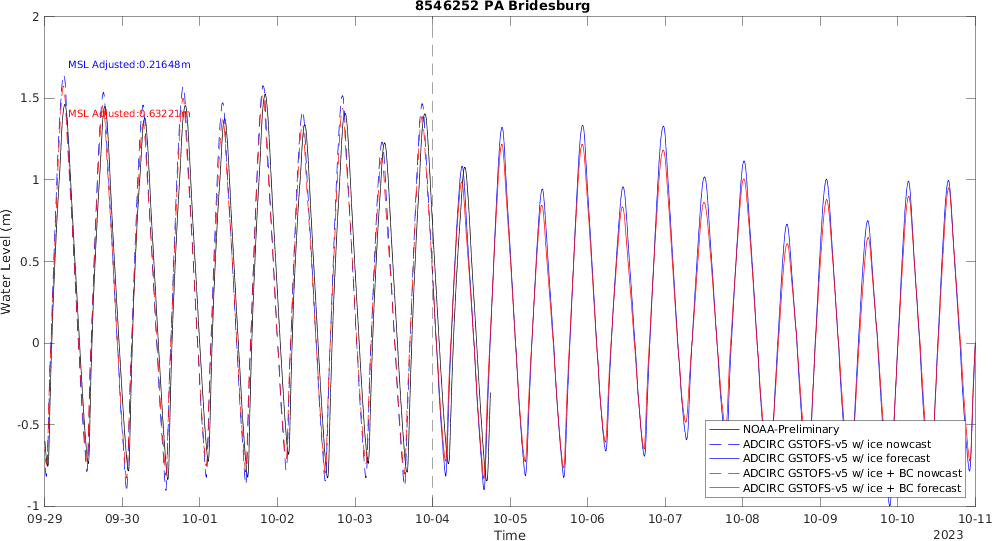 8546252 PA Bridesburg
MSL Adjusted:0.21648m
MSL Adjusted:0.63221m
Water Level (m)
2
1.5
1
0.5
0
-0.5
-1
NOAA-Preliminary
ADCIRC GSTOFS-v5 w/ ice nowcast
ADCIRC GSTOFS-v5 w/ ice forecast
ADCIRC GSTOFS-v5 w/ ice + BC nowcast
ADCIRC GSTOFS-v5 w/ ice + BC forecast
09-29 09-30 10-01 10-02 10-03 10-04 10-05 10-06 10-07 10-08 10-09 10-10 10-11
Time
2023